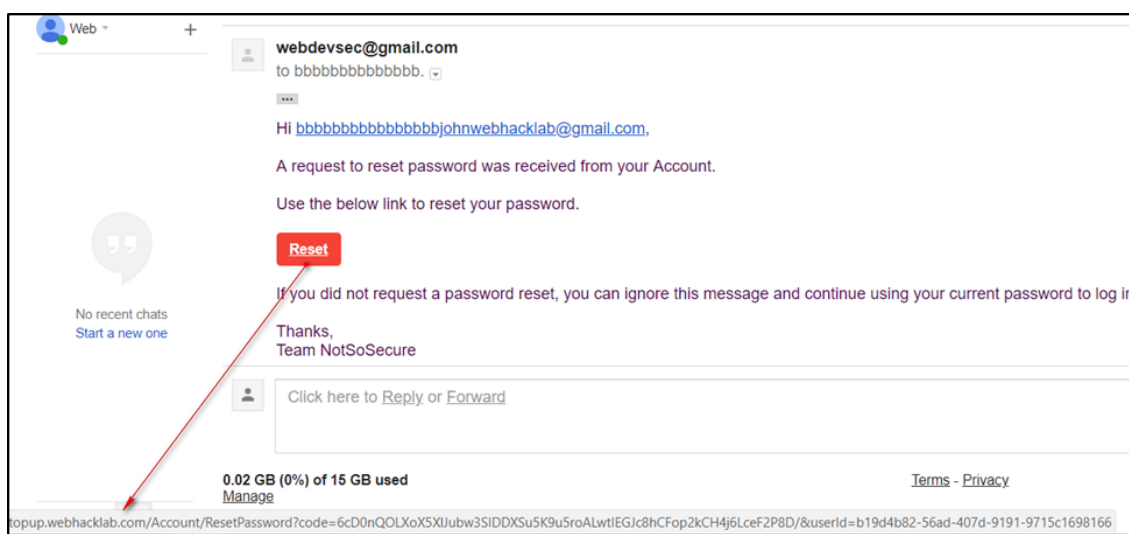 Web
+
webdevsec@gmail.com
to bbbbbbbbbbbbbb.
...
Hi bbbbbbbbbbbbbbbbjohnwebhacklab@gmail.com,
A request to reset password was received from your Account.
Use the below link to reset your password.
Reset
If you did not request a password reset, you can ignore this message and continue using your current password to log in
No recent chats
Start a new one
Thanks,
Team NotSoSecure
Click here to Reply or Forward
0.02 GB (0%) of 15 GB used
Manage
Terms - Privacy
topup.webhacklab.com/Account/ResetPassword?code=6cD0nQOLXoX5XIJubw3SIDDXSu5K9u5roALwtIEGJc8hCFop2kCH4j6LceF2P8D/&userId=b19d4b82-56ad-407d-9191-9715c1698166